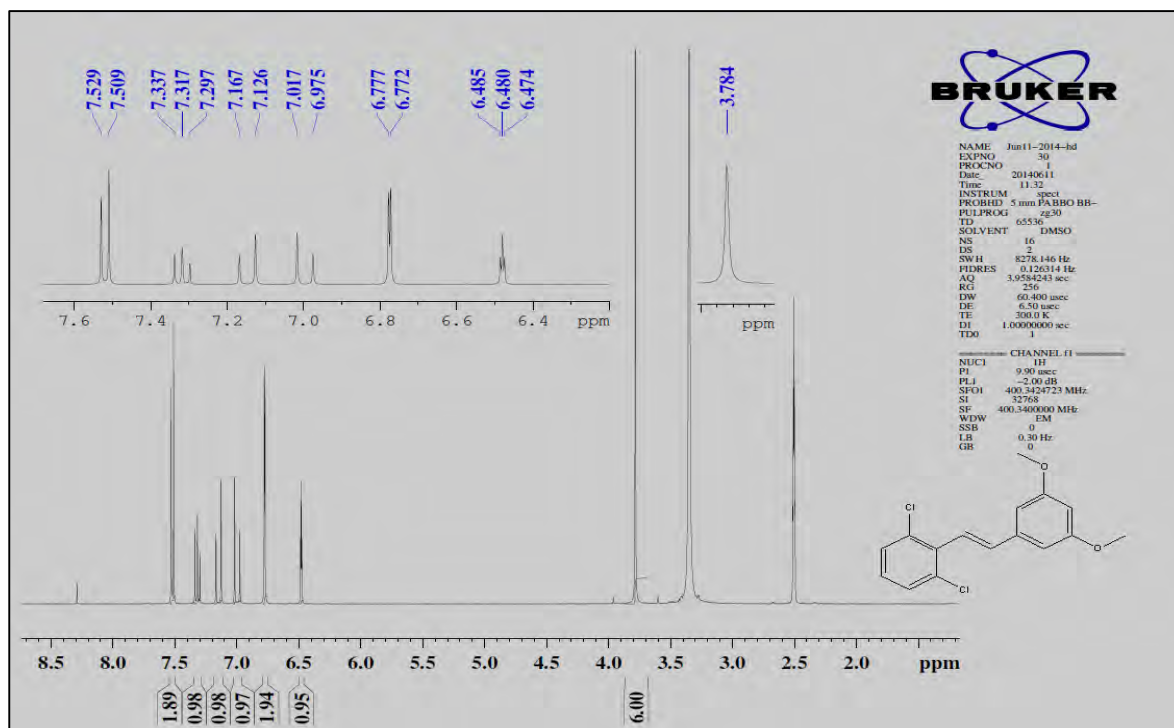 7.529
7.509
7.337
7.317
7.297
7.167
7.126
7.017
6.975
6.777
6.772
6.485
6.480
6.474
3.784
BRUKER
NAME Jun11-2014-hd
EXPNO 30
PROCNO 1
Date_ 20140611
Time 11.32
INSTRUM spect
PROBHD 5 mm PABBO BB-
PULPROG zg30
TD 65536
SOLVENT DMSO
NS 16
DS 2
SWH 8278.146 Hz
FIDRES 0.126314 Hz
AQ 3.9584243 sec
RG 256
DW 60.400 usec
DE 6.50 usec
TE 300.0 K
D1 1.00000000 sec
TD0 1
======== CHANNEL f1 ========
NUC1 1H
P1 9.90 usec
PL1 -2.00 dB
SFO1 400.3424723 MHz
SI 32768
SF 400.3400000 MHz
WDW EM
SSB 0
LB 0.30 Hz
GB 0
7.6 7.4 7.2 7.0 6.8 6.6 6.4 ppm
ppm
O
Cl
O
Cl
8.5 8.0 7.5 7.0 6.5 6.0 5.5 5.0 4.5 4.0 3.5 3.0 2.5 2.0 ppm
1.89
0.98
0.98
0.97
1.94
0.95
6.00